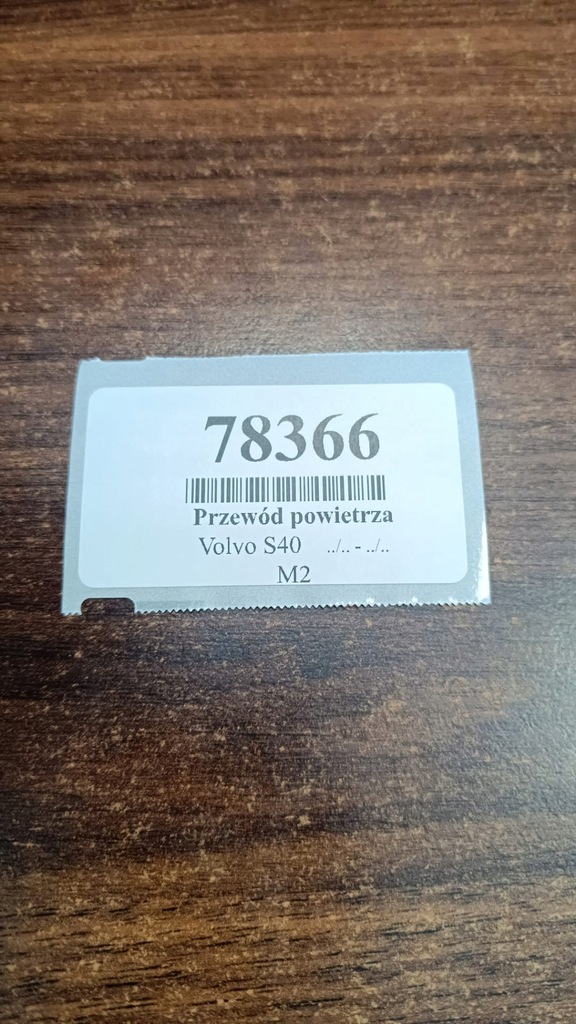 78366
Przewód powietrza
Volvo S40 ../.. - ../..
M2